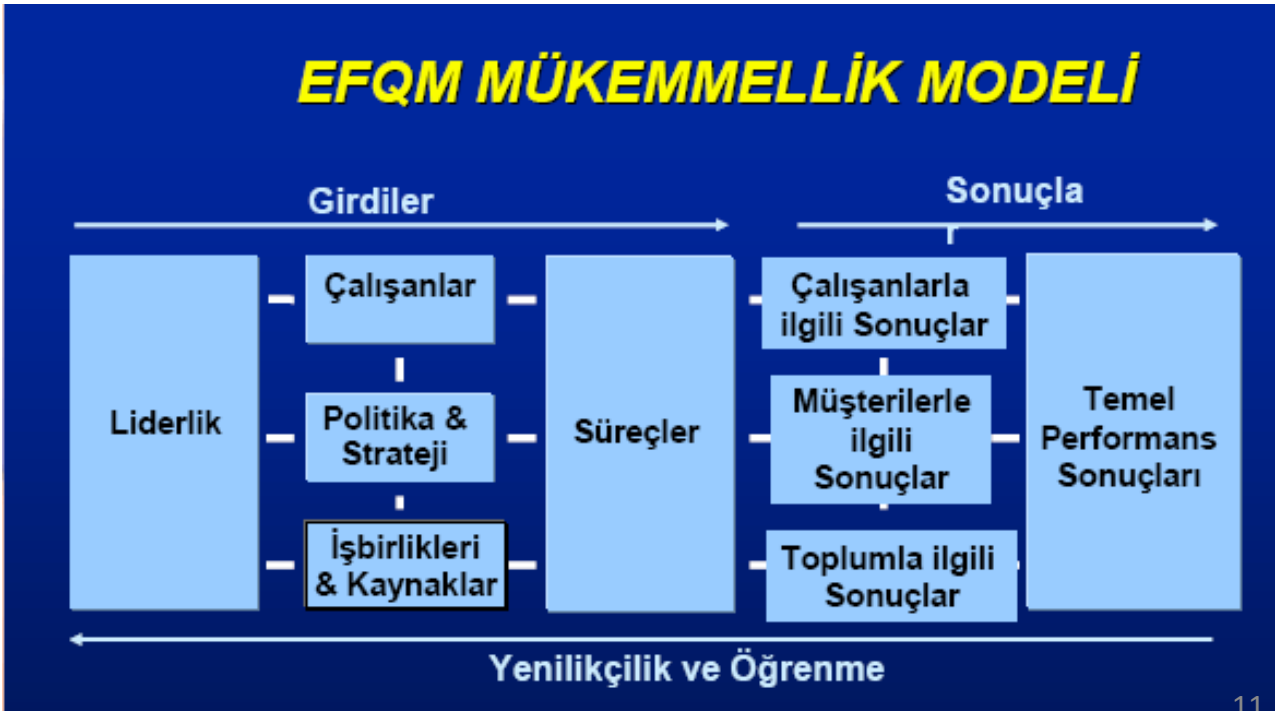 EFQM MÜKEMMELLİK MODELİ
Girdiler
Sonuçla
r
Liderlik
Çalışanlar
Politika &
Strateji
İşbirlikleri
& Kaynaklar
Süreçler
Çalışanlarla
ilgili Sonuçlar
Müşterilerle
ilgili
Sonuçlar
Toplumla ilgili
Sonuçlar
Temel
Performans
Sonuçları
Yenilikçilik ve Öğrenme
11